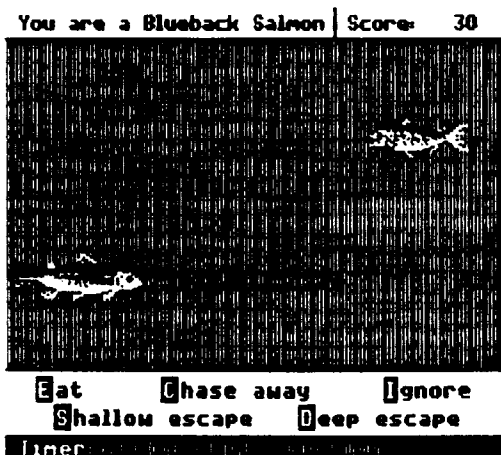 You are a Blueback Salmon Score: 30
Eat Chase away Ignore
Shallow escape Deep escape
Timer